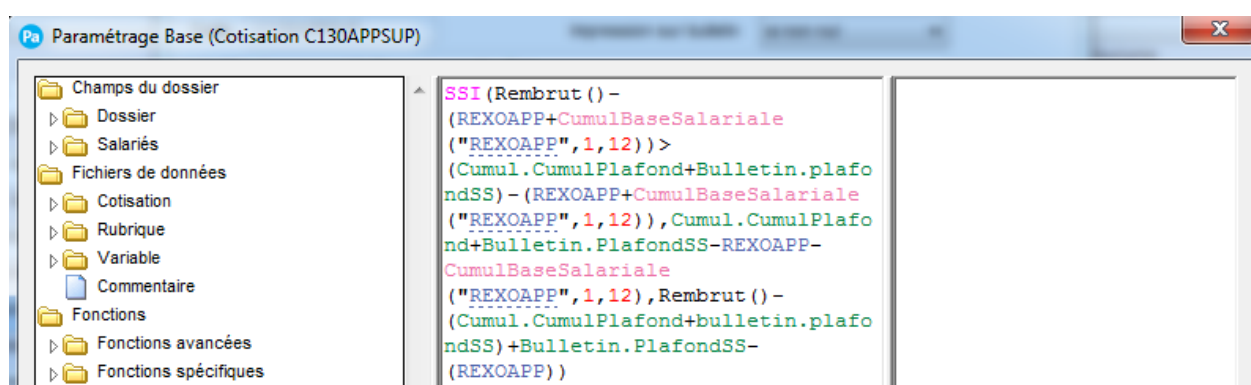 Pa Paramétrage Base (Cotisation C130APPSUP)
Champs du dossier
Dossier
Salariés
Fichiers de données
Cotisation
Rubrique
Variable
Commentaire
Fonctions
Fonctions avancées
Fonctions spécifiques
SSI(Rembrut()-
(REXOAPP+CumulBaseSalariale
("REXOAPP",1,12))>
(Cumul.CumulPlafond+Bulletin.plafo
ndSS)-(REXOAPP+CumulBaseSalariale
("REXOAPP",1,12)),Cumul.CumulPlafo
nd+Bulletin.PlafondSS-REXOAPP-
CumulBaseSalariale
("REXOAPP",1,12),Rembrut()-
(Cumul.CumulPlafond+bulletin.plafo
ndSS)+Bulletin.PlafondSS-
(REXOAPP))